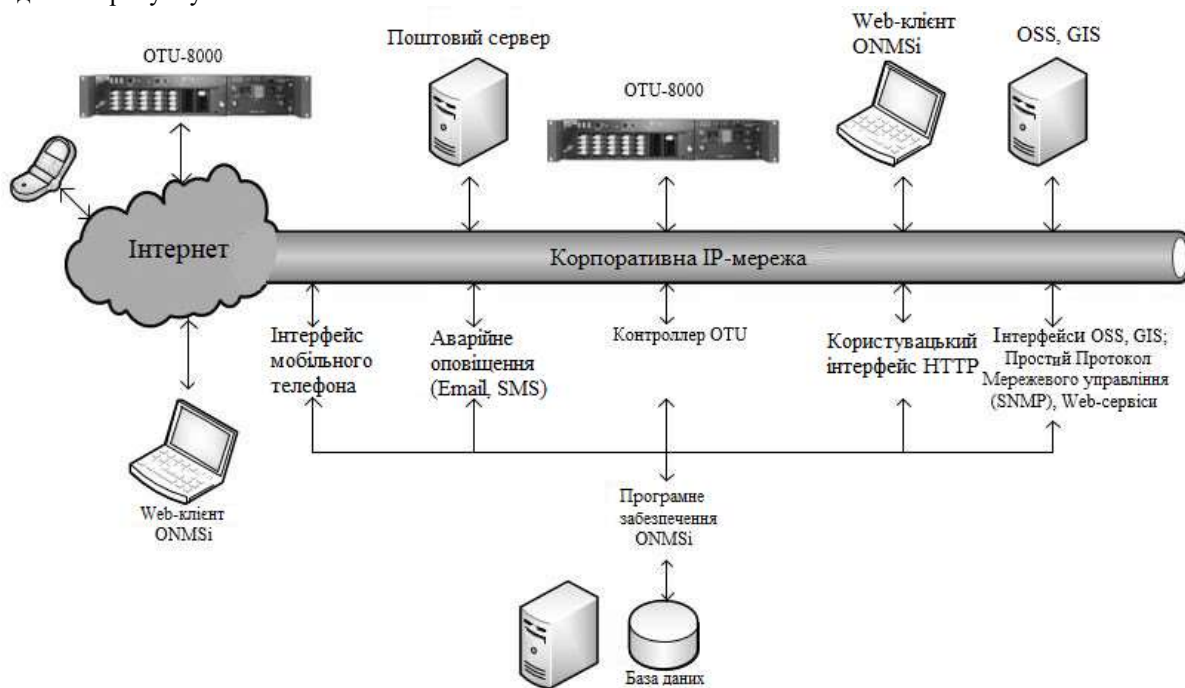 OTU-8000
Поштовий сервер
OTU-8000
Web-клієнт
ONMSi
OSS, GIS
Інтернет
Корпоративна IP-мережа
Інтерфейс
мобільного
телефона
Аварійне
оповіщення
(Email, SMS)
Контроллер OTU
Користувацький
інтерфейс HTTP
Інтерфейси OSS, GIS;
Простий Протокол
Мережевого управління
(SNMP), Web-сервіси
Web-клієнт
ONMSi
Програмне
забезпечення
ONMSi
База даних